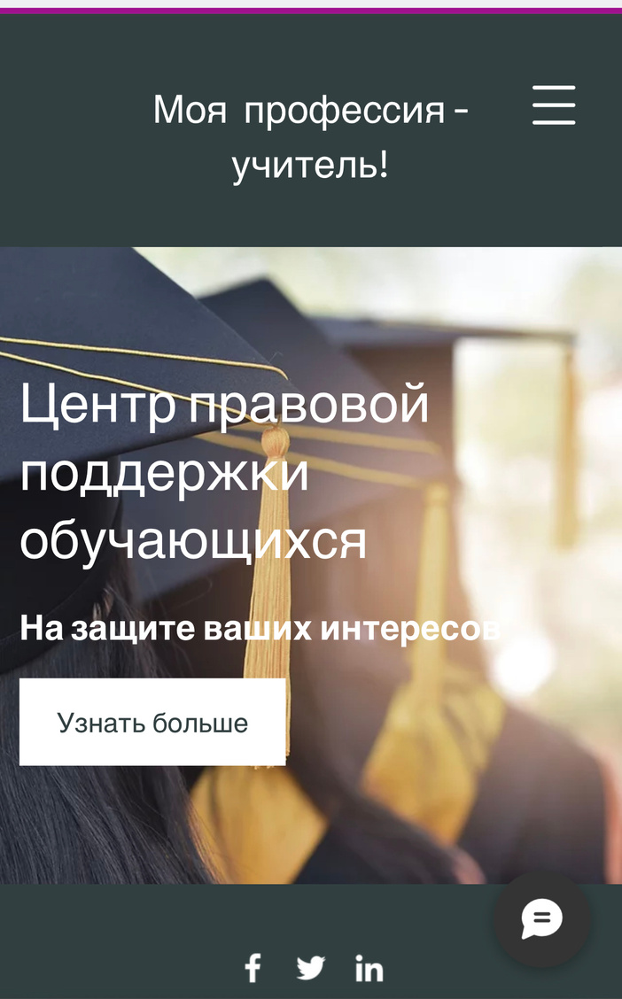 Моя профессия -
учитель!
Центр правовой
поддержки
обучающихся
На защите ваших интересов
Узнать больше